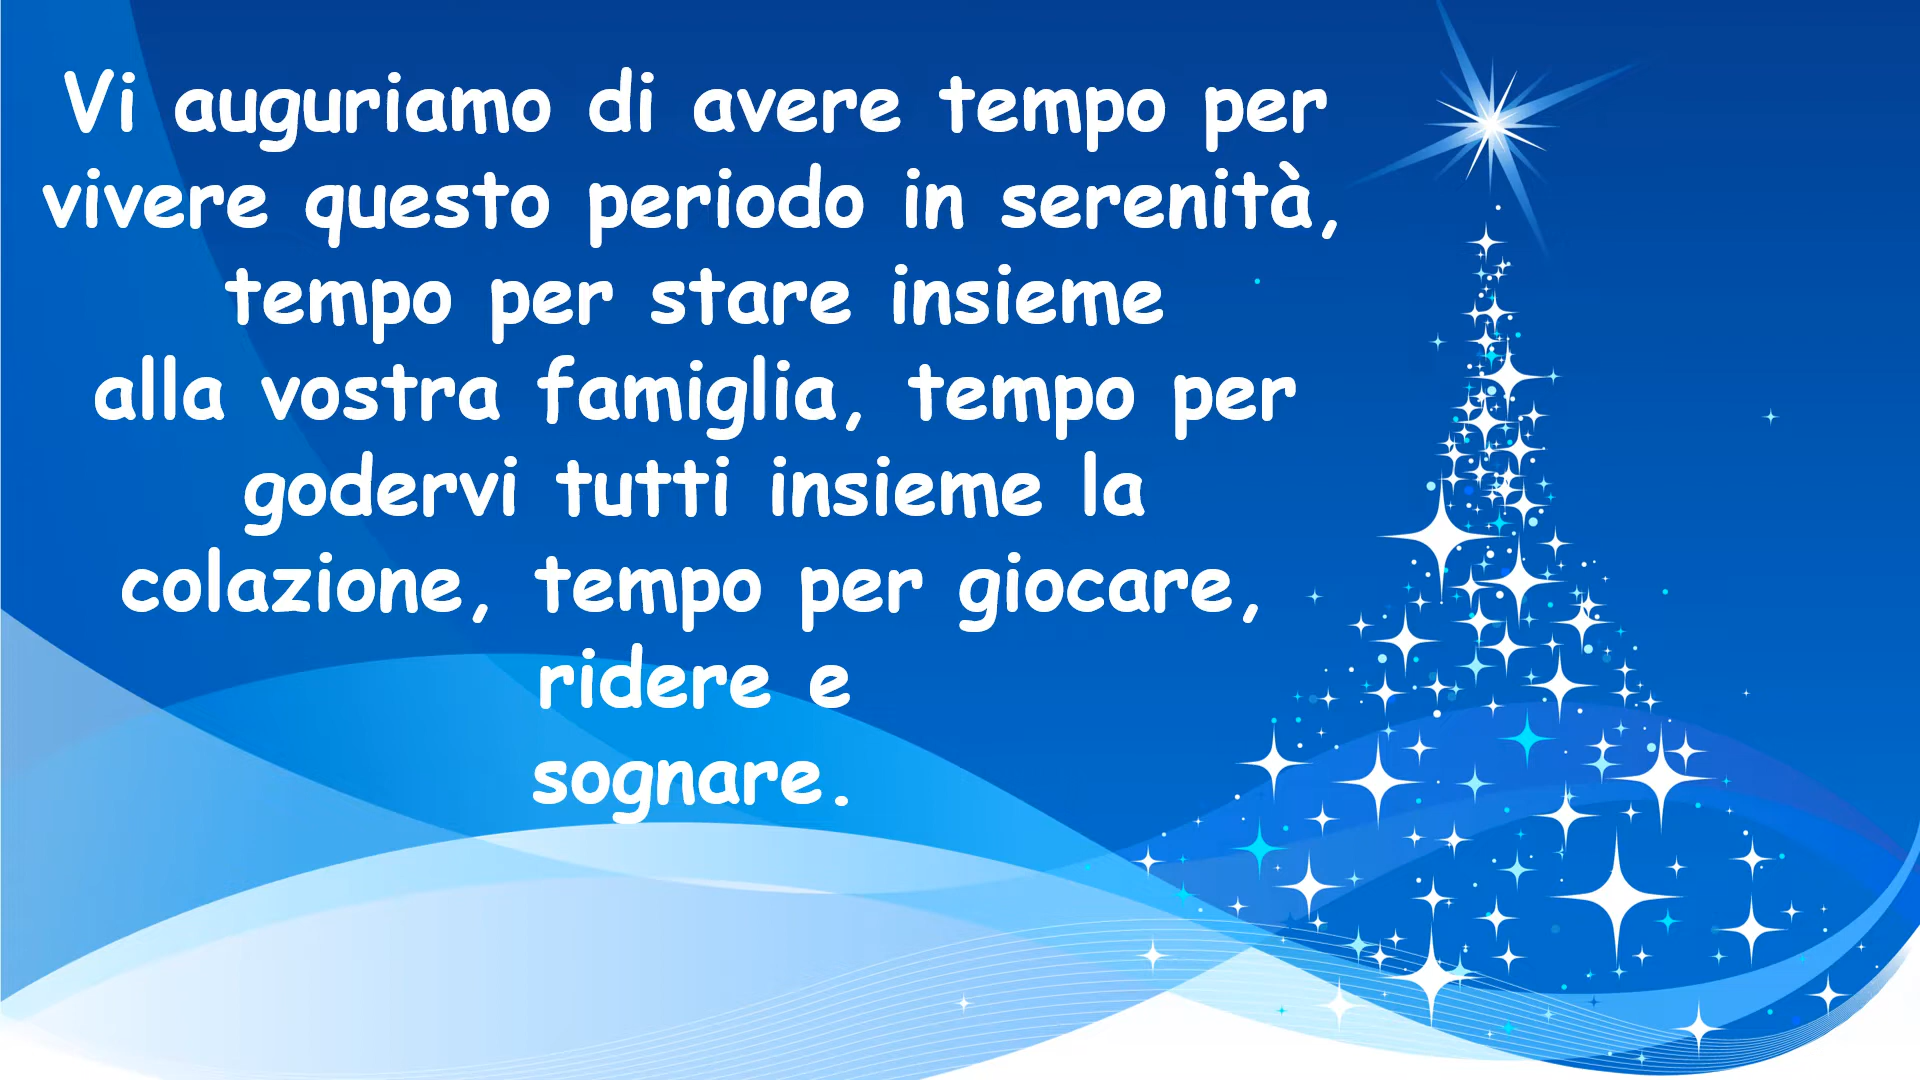 Vi auguriamo di avere tempo per
vivere questo periodo in serenità,
tempo per stare insieme
alla vostra famiglia, tempo per
godervi tutti insieme la
colazione, tempo per giocare,
ridere e
sognare.